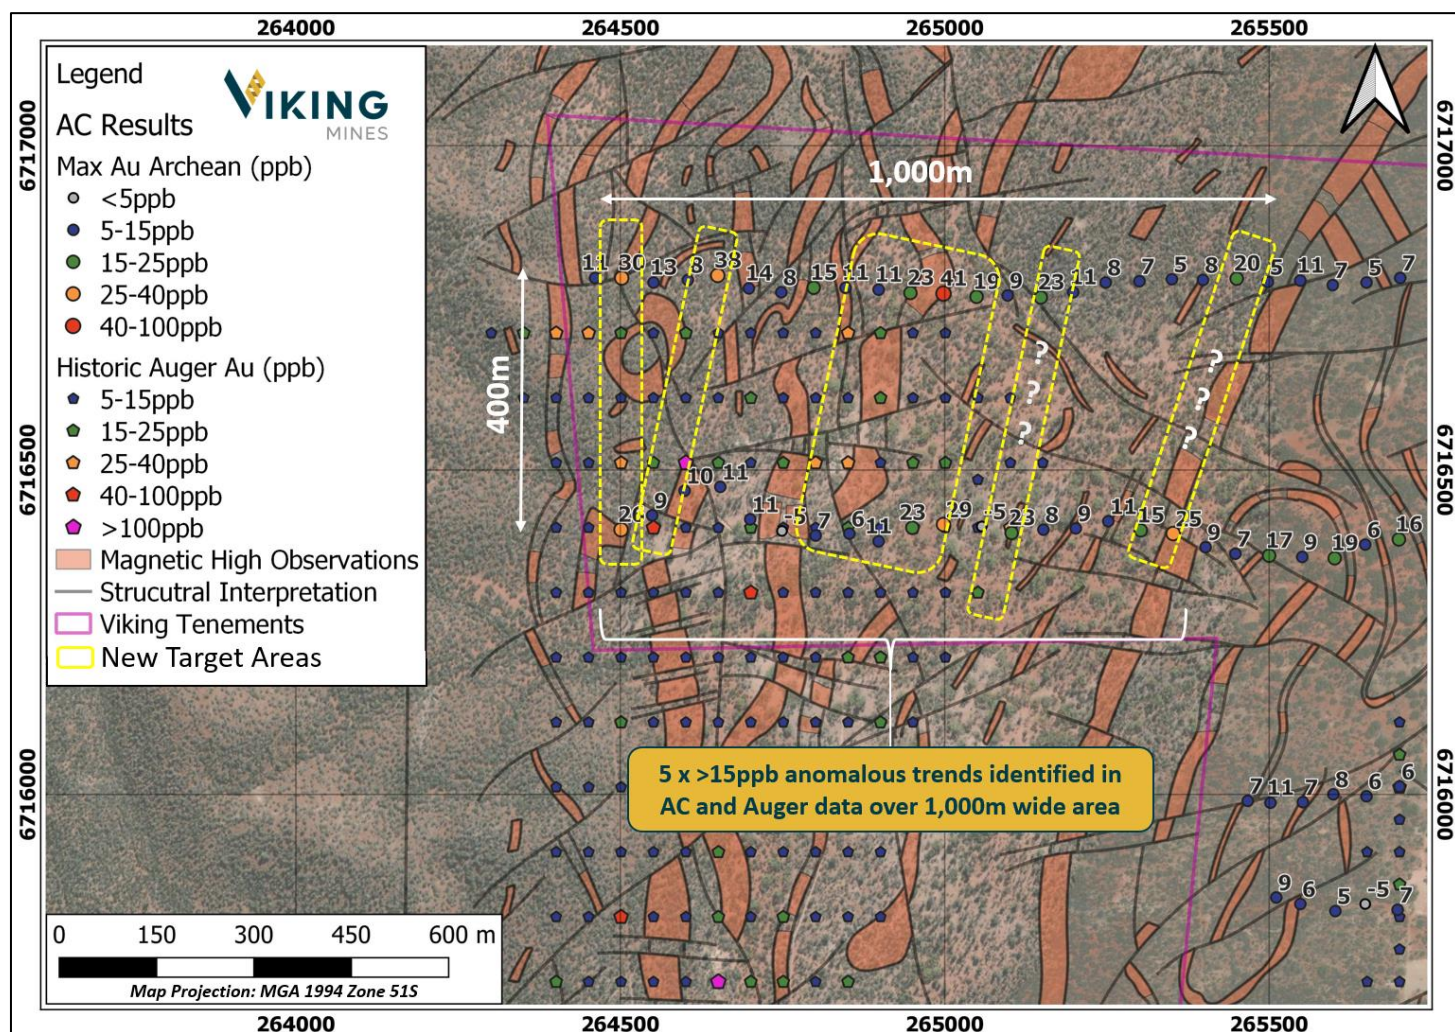 264000 264500 265000 265500
Legend
VIKING
MINES
AC Results
Max Au Archean (ppb)
<5ppb
5-15ppb
15-25ppb
25-40ppb
40-100ppb
Historic Auger Au (ppb)
5-15ppb
15-25ppb
25-40ppb
40-100ppb
>100ppb
Magnetic High Observations
Strucutral Interpretation
Viking Tenements
New Target Areas
6717000
6717000
1,000m
11 30 13 8 38 14 8 15 11 11 23 41 19 9 23 11 8 7 5 8 20 5 11 7 5 7
400m
? ? ?
? ? ?
6716500
6716500
10 11
26 9 11 -5 7 6 11 23 29 -5 23 8 9 11 15 25 9 7 17 9 19 6 16
5 x >15ppb anomalous trends identified in
AC and Auger data over 1,000m wide area
6716000
6716000
7 11 7 8 6 6
9 6 5 -5 7
0 150 300 450 600 m
Map Projection: MGA 1994 Zone 51S
264000 264500 265000 265500